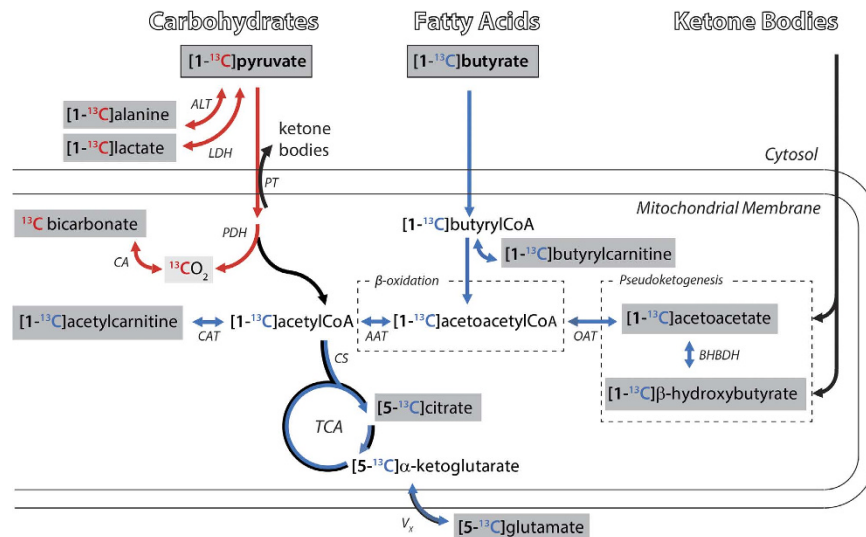 Carbohydrates Fatty Acids Ketone Bodies
[1-¹³C]pyruvate [1-¹³C]butyrate
ALT
[1-¹³C]alanine
[1-¹³C]lactate
LDH
ketone
bodies
Cytosol
PT
Mitochondrial Membrane
¹³C bicarbonate
PDH
[1-¹³C]butyrylCoA
CA
¹³CO₂
[1-¹³C]butyrylcarnitine
β-oxidation
Pseudoketogenesis
[1-¹³C]acetylcarnitine
CAT
[1-¹³C]acetylCoA
AAT
[1-¹³C]acetoacetylCoA
OAT
[1-¹³C]acetoacetate
BHBDH
[1-¹³C]β-hydroxybutyrate
CS
TCA
[5-¹³C]citrate
[5-¹³C]α-ketoglutarate
Vₓ
[5-¹³C]glutamate